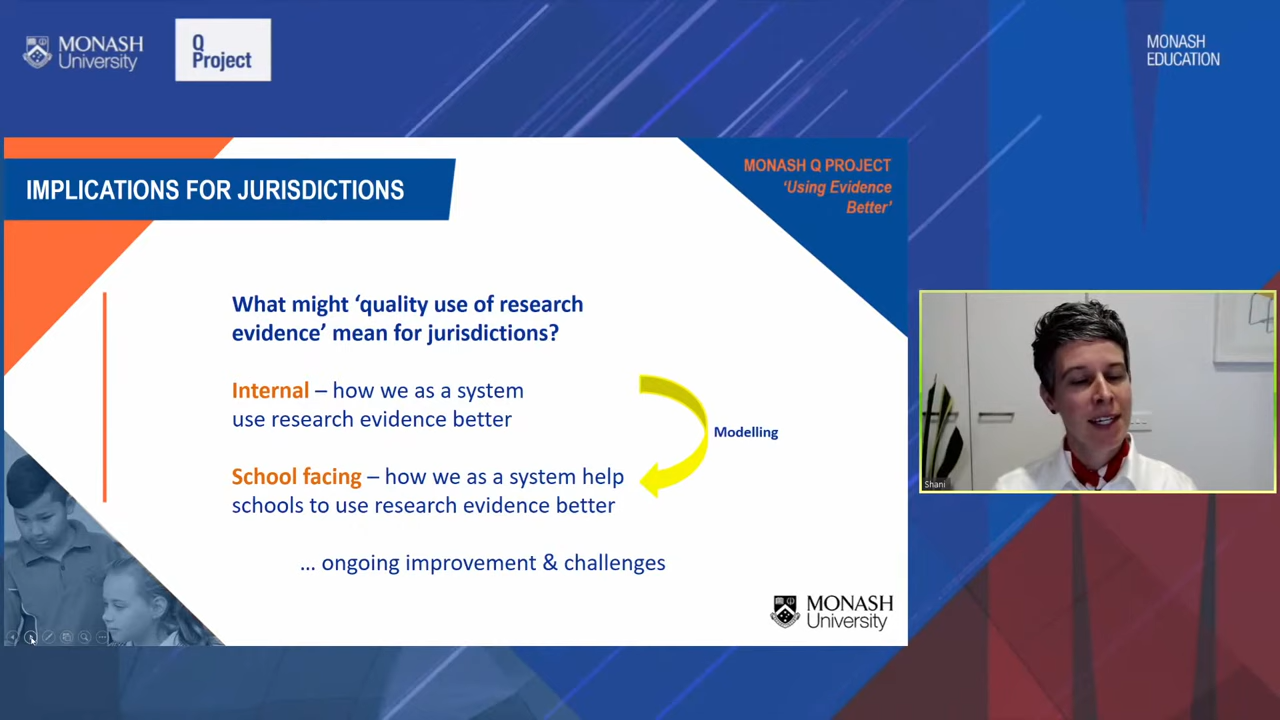 MONASH
University
Q
Project
MONASH
EDUCATION
IMPLICATIONS FOR JURISDICTIONS
MONASH Q PROJECT
‘Using Evidence
Better’
What might ‘quality use of research
evidence’ mean for jurisdictions?
Internal – how we as a system
use research evidence better
Modelling
School facing – how we as a system help
schools to use research evidence better
... ongoing improvement & challenges
MONASH
University
Shani